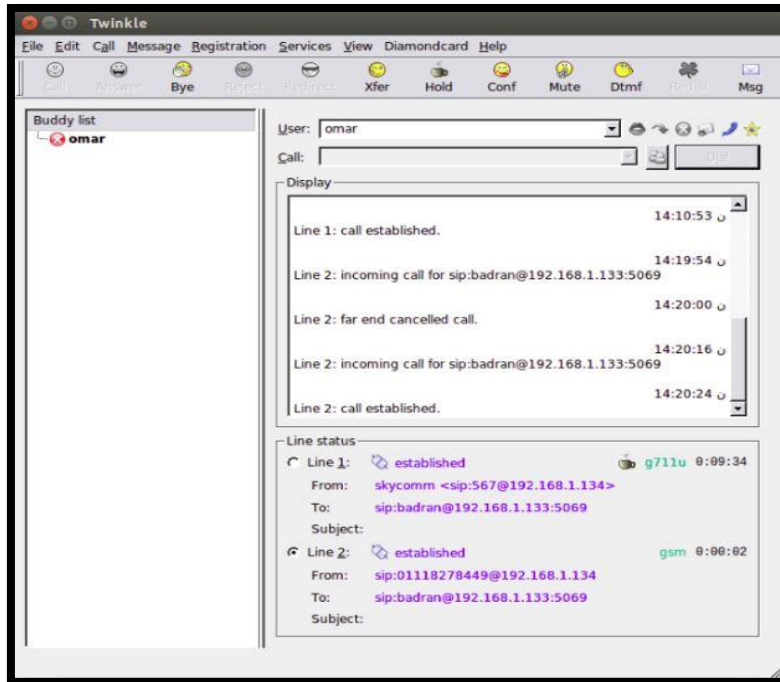 Twinkle
File Edit Call Message Registration Services View Diamondcard Help
Call Answer Bye Reject Redirect Xfer Hold Conf Mute Dtmf Redial Msg
Buddy list
omar
User: omar
Call: Dial
Display
14:10:53 ن
Line 1: call established.
14:19:54 ن
Line 2: incoming call for sip:badran@192.168.1.133:5069
14:20:00 ن
Line 2: far end cancelled call.
14:20:16 ن
Line 2: incoming call for sip:badran@192.168.1.133:5069
14:20:24 ن
Line 2: call established.
Line status
Line 1: established g711u 0:09:34
From: skycomm <sip:567@192.168.1.134>
To: sip:badran@192.168.1.133:5069
Subject:
Line 2: established gsm 0:00:02
From: sip:01118278449@192.168.1.134
To: sip:badran@192.168.1.133:5069
Subject: